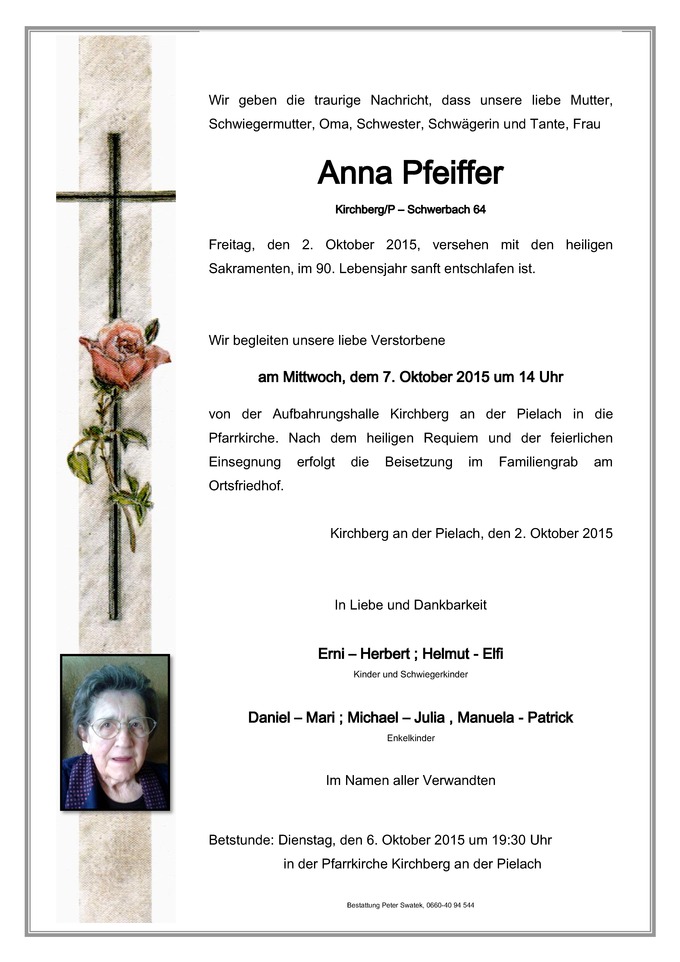 Wir geben die traurige Nachricht, dass unsere liebe Mutter,
Schwiegermutter, Oma, Schwester, Schwägerin und Tante, Frau
Anna Pfeiffer
Kirchberg/P – Schwerbach 64
Freitag, den 2. Oktober 2015, versehen mit den heiligen
Sakramenten, im 90. Lebensjahr sanft entschlafen ist.
Wir begleiten unsere liebe Verstorbene
am Mittwoch, dem 7. Oktober 2015 um 14 Uhr
von der Aufbahrungshalle Kirchberg an der Pielach in die
Pfarrkirche. Nach dem heiligen Requiem und der feierlichen
Einsegnung erfolgt die Beisetzung im Familiengrab am
Ortsfriedhof.
Kirchberg an der Pielach, den 2. Oktober 2015
In Liebe und Dankbarkeit
Erni – Herbert ; Helmut - Elfi
Kinder und Schwiegerkinder
Daniel – Mari ; Michael – Julia , Manuela - Patrick
Enkelkinder
Im Namen aller Verwandten
Betstunde: Dienstag, den 6. Oktober 2015 um 19:30 Uhr
in der Pfarrkirche Kirchberg an der Pielach
Bestattung Peter Swatek, 0660-40 94 544